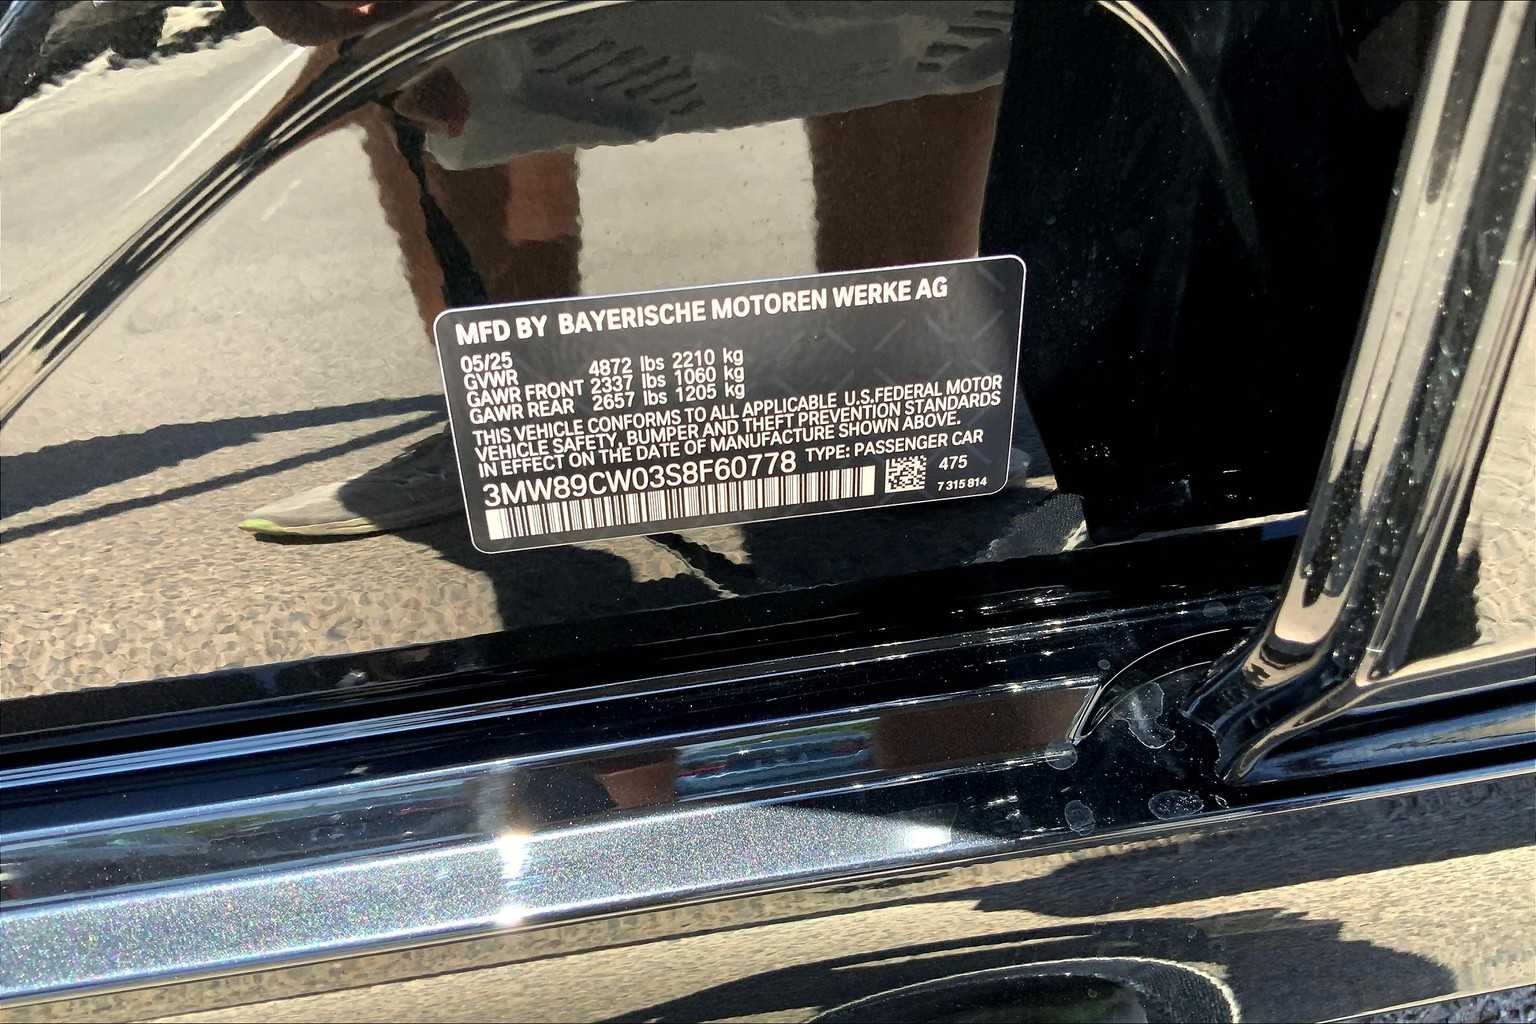 MFD BY BAYERISCHE MOTOREN WERKE AG
05/25
GVWR 4872 lbs 2210 kg
GAWR FRONT 2337 lbs 1060 kg
GAWR REAR 2657 lbs 1205 kg
THIS VEHICLE CONFORMS TO ALL APPLICABLE U.S.FEDERAL MOTOR
VEHICLE SAFETY, BUMPER AND THEFT PREVENTION STANDARDS
IN EFFECT ON THE DATE OF MANUFACTURE SHOWN ABOVE.
3MW89CW03S8F60778 TYPE: PASSENGER CAR
475
7 315 814